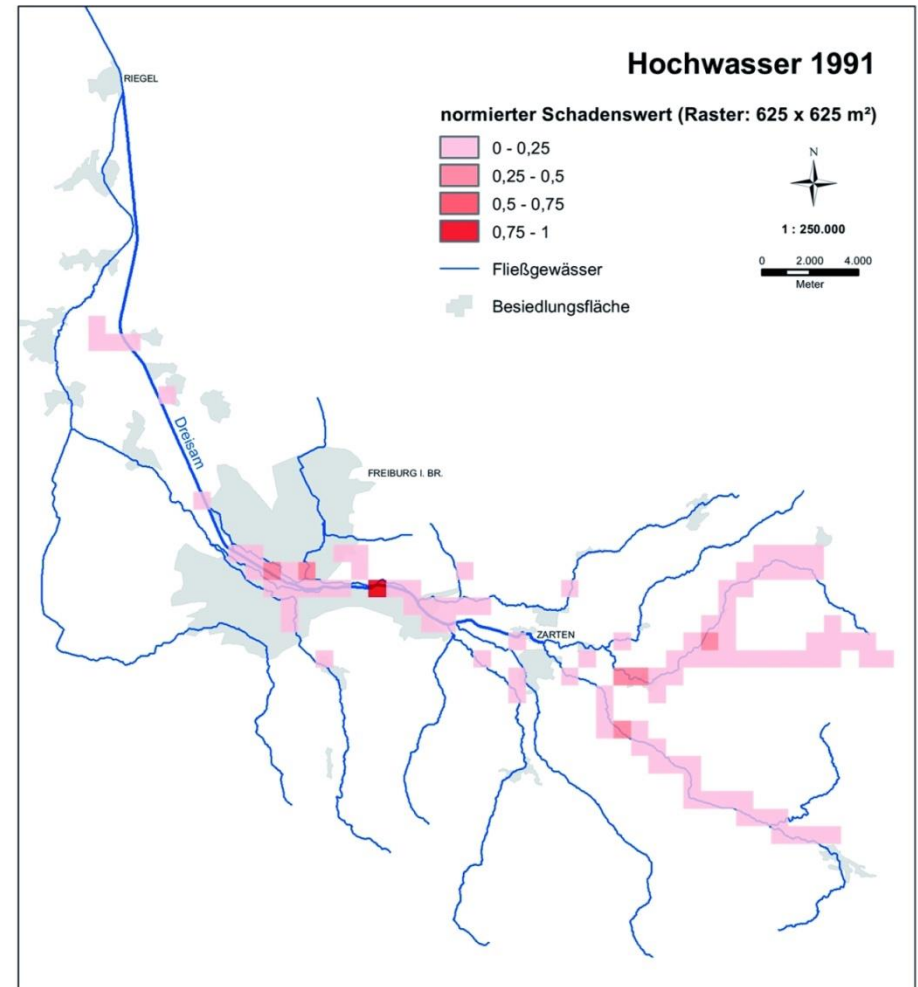 Hochwasser 1991
RIEGEL
normierter Schadenswert (Raster: 625 x 625 m²)
0 - 0,25
0,25 - 0,5
0,5 - 0,75
0,75 - 1
N
1 : 250.000
0 2.000 4.000
Meter
Fließgewässer
Besiedlungsfläche
Dreisam
FREIBURG I. BR.
ZARTEN